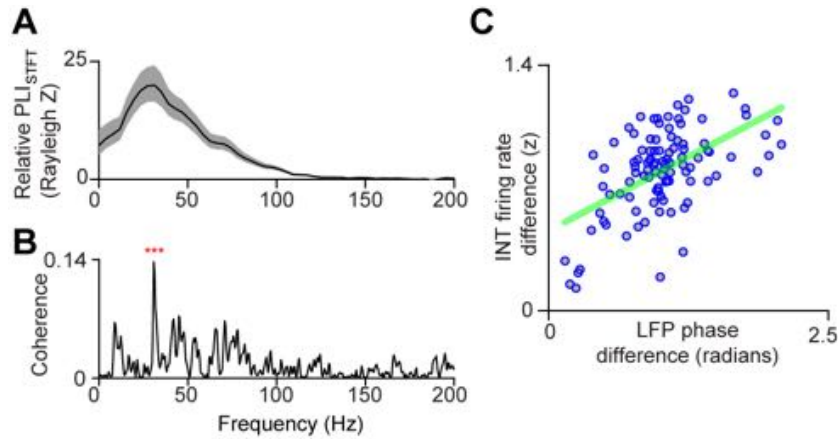 A
Relative PLISTFT
(Rayleigh Z)
25
0
0 50 100 150 200
B
***
Coherence
0.14
0
0 50 100 150 200
Frequency (Hz)
C
INT firing rate
difference (z)
1.4
0
0 2.5
LFP phase
difference (radians)